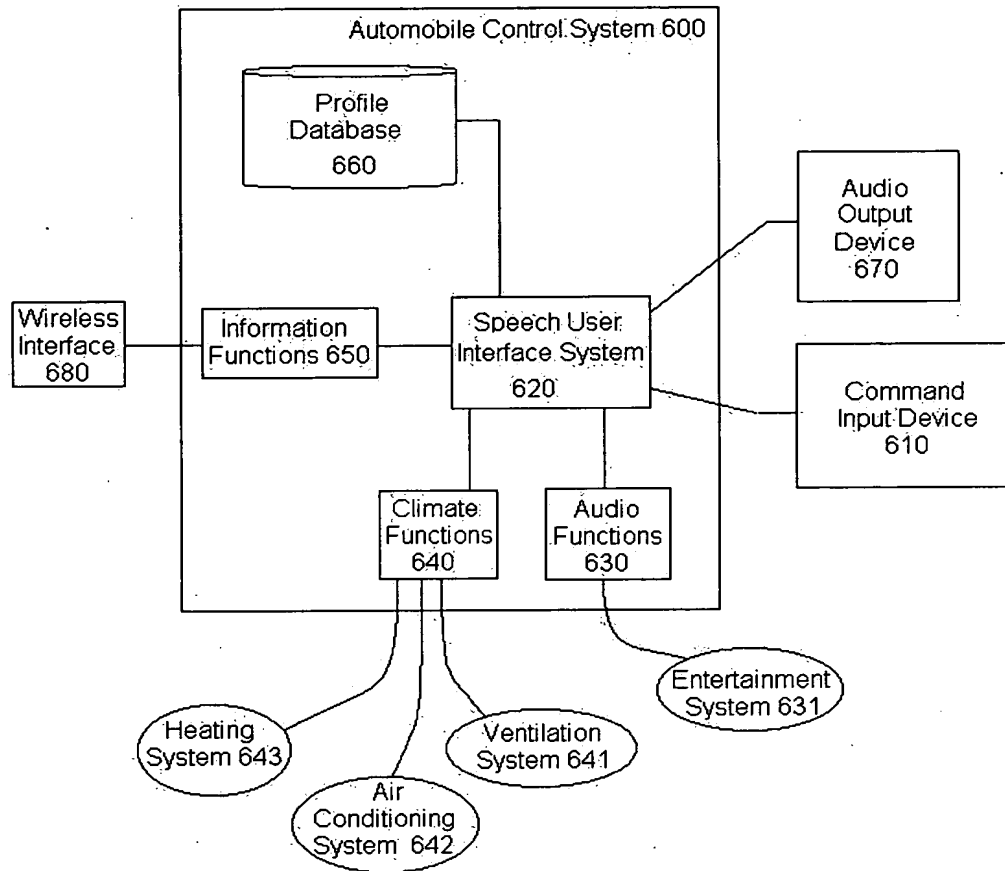 Automobile Control System 600
Profile
Database
660
Audio
Output
Device
670
Wireless
Interface
680
Information
Functions 650
Speech User
Interface System
620
Command
Input Device
610
Climate
Functions
640
Audio
Functions
630
Entertainment
System 631
Heating
System 643
Ventilation
System 641
Air
Conditioning
System 642